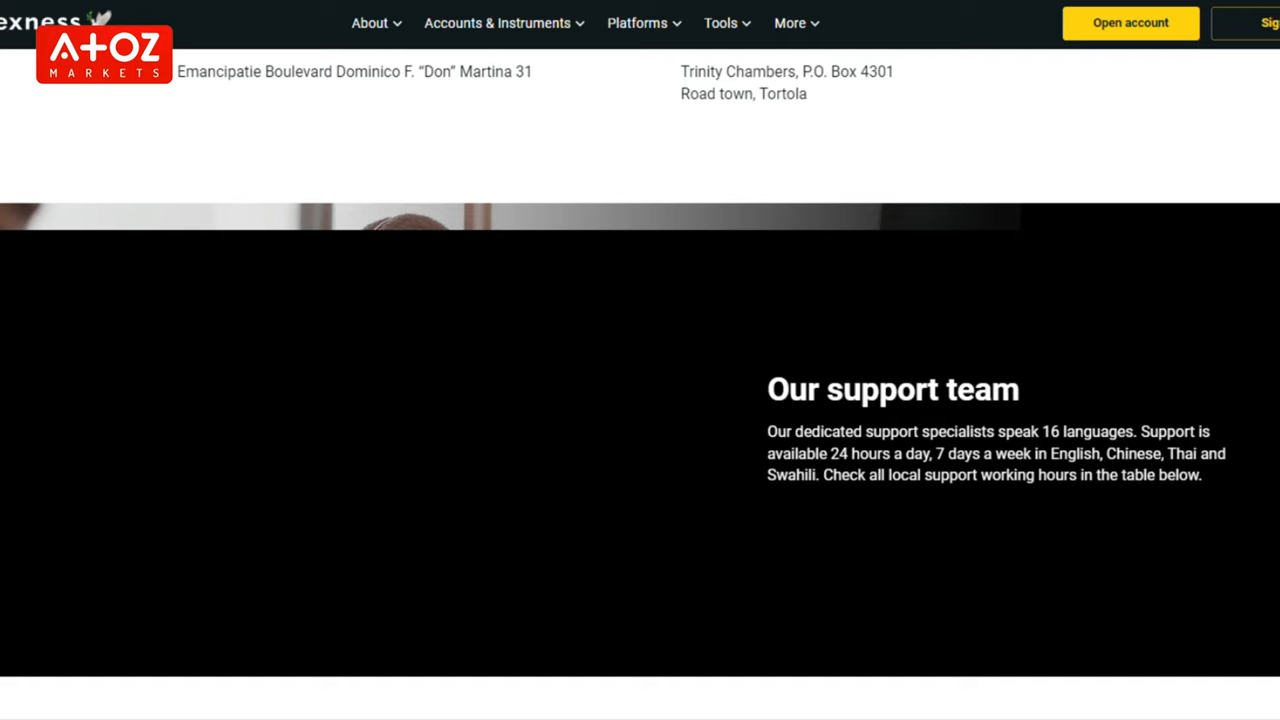 exness
About
Accounts & Instruments
Platforms
Tools
More
Open account
Sig
A+OZ
MARKETS
Emancipatie Boulevard Dominico F. “Don” Martina 31
Trinity Chambers, P.O. Box 4301
Road town, Tortola
Our support team
Our dedicated support specialists speak 16 languages. Support is
available 24 hours a day, 7 days a week in English, Chinese, Thai and
Swahili. Check all local support working hours in the table below.